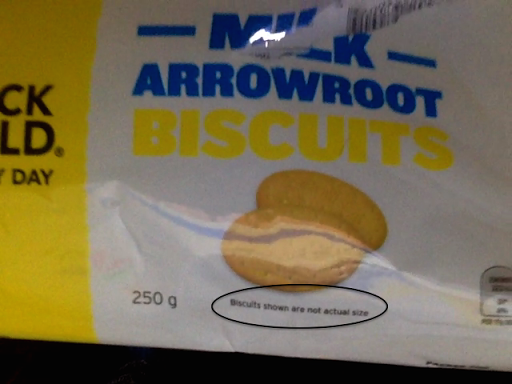 CK
LD®
Y DAY
MILK
ARROWROOT
BISCUITS
250 g
Biscuits shown are not actual size